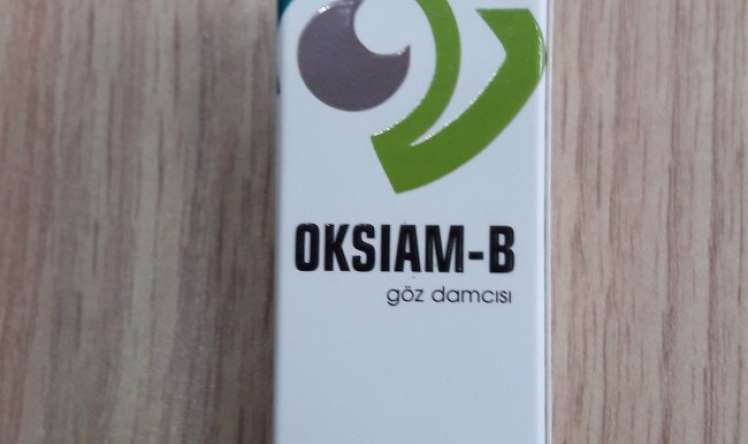 OKSIAM-B
göz damcısı